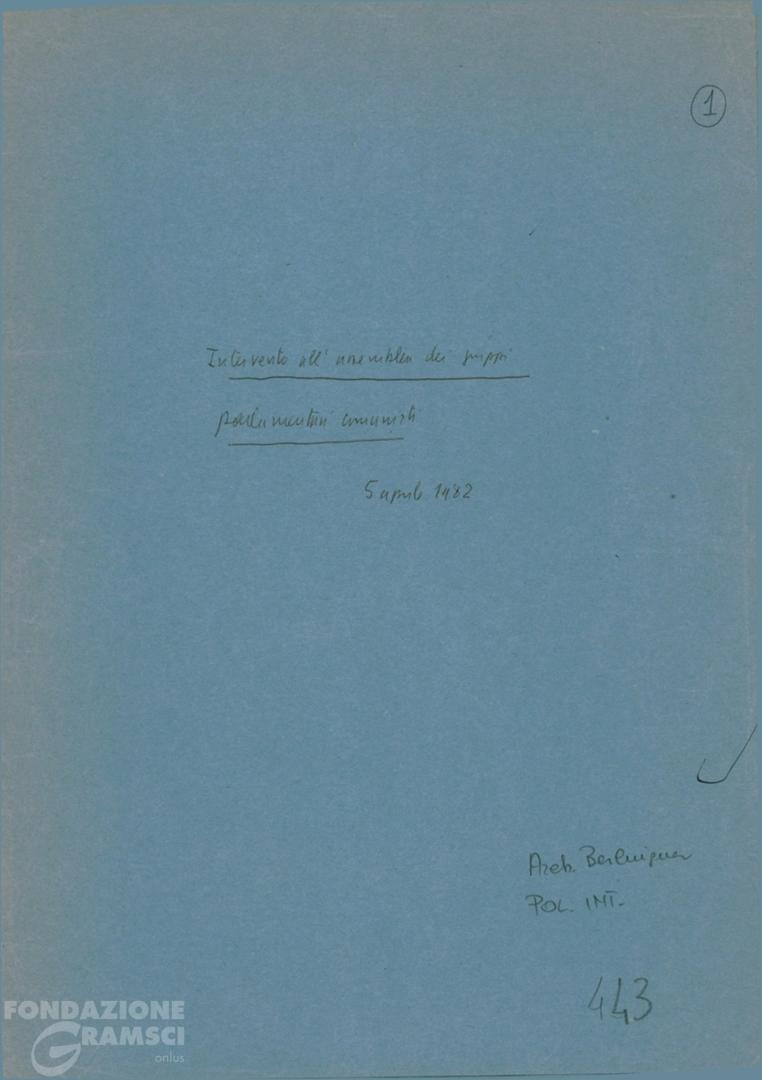 1
Intervento all'assemblea dei gruppi
parlamentari comunisti
5 aprile 1982
Arch. Berlinguer
POL. INT.
443
FONDAZIONE
GRAMSCI
onlus